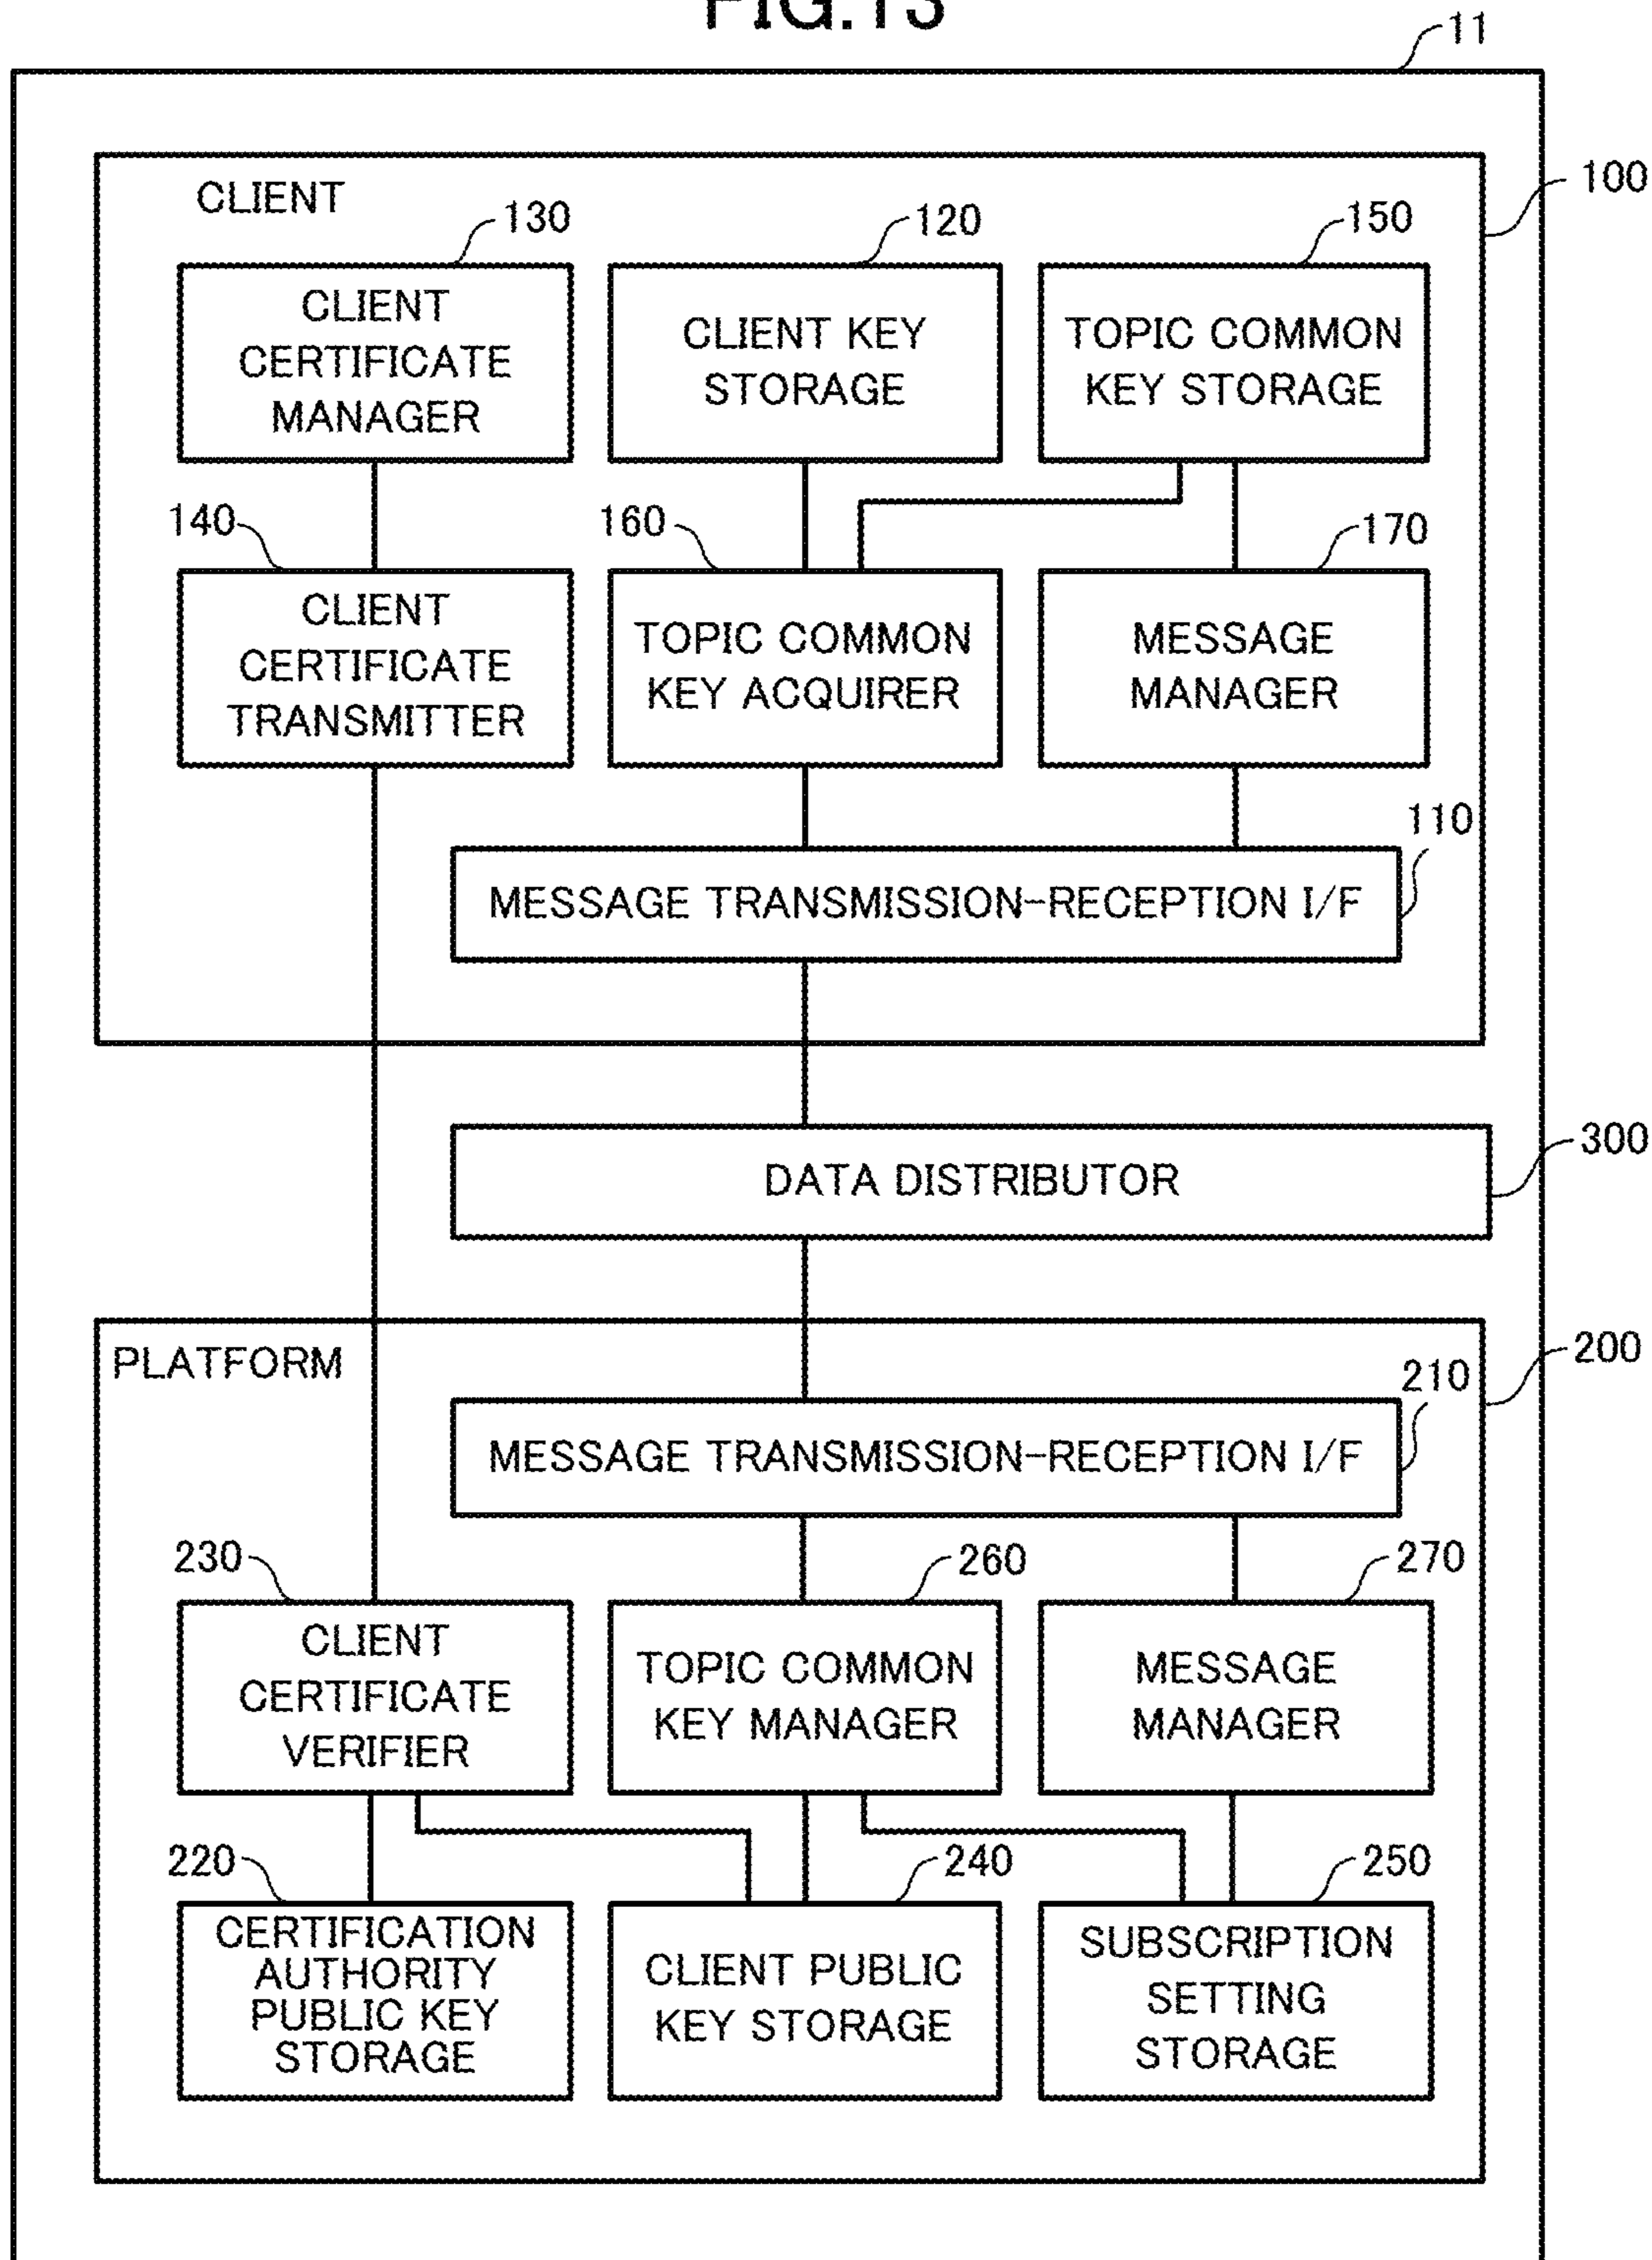 FIG.13
11
100
CLIENT
130
120
150
CLIENT
CERTIFICATE
MANAGER
CLIENT KEY
STORAGE
TOPIC COMMON
KEY STORAGE
140
160
170
CLIENT
CERTIFICATE
TRANSMITTER
TOPIC COMMON
KEY ACQUIRER
MESSAGE
MANAGER
110
MESSAGE TRANSMISSION-RECEPTION I/F
300
DATA DISTRIBUTOR
PLATFORM
200
210
MESSAGE TRANSMISSION-RECEPTION I/F
230
260
270
CLIENT
CERTIFICATE
VERIFIER
TOPIC COMMON
KEY MANAGER
MESSAGE
MANAGER
220
240
250
CERTIFICATION
AUTHORITY
PUBLIC KEY
STORAGE
CLIENT PUBLIC
KEY STORAGE
SUBSCRIPTION
SETTING
STORAGE